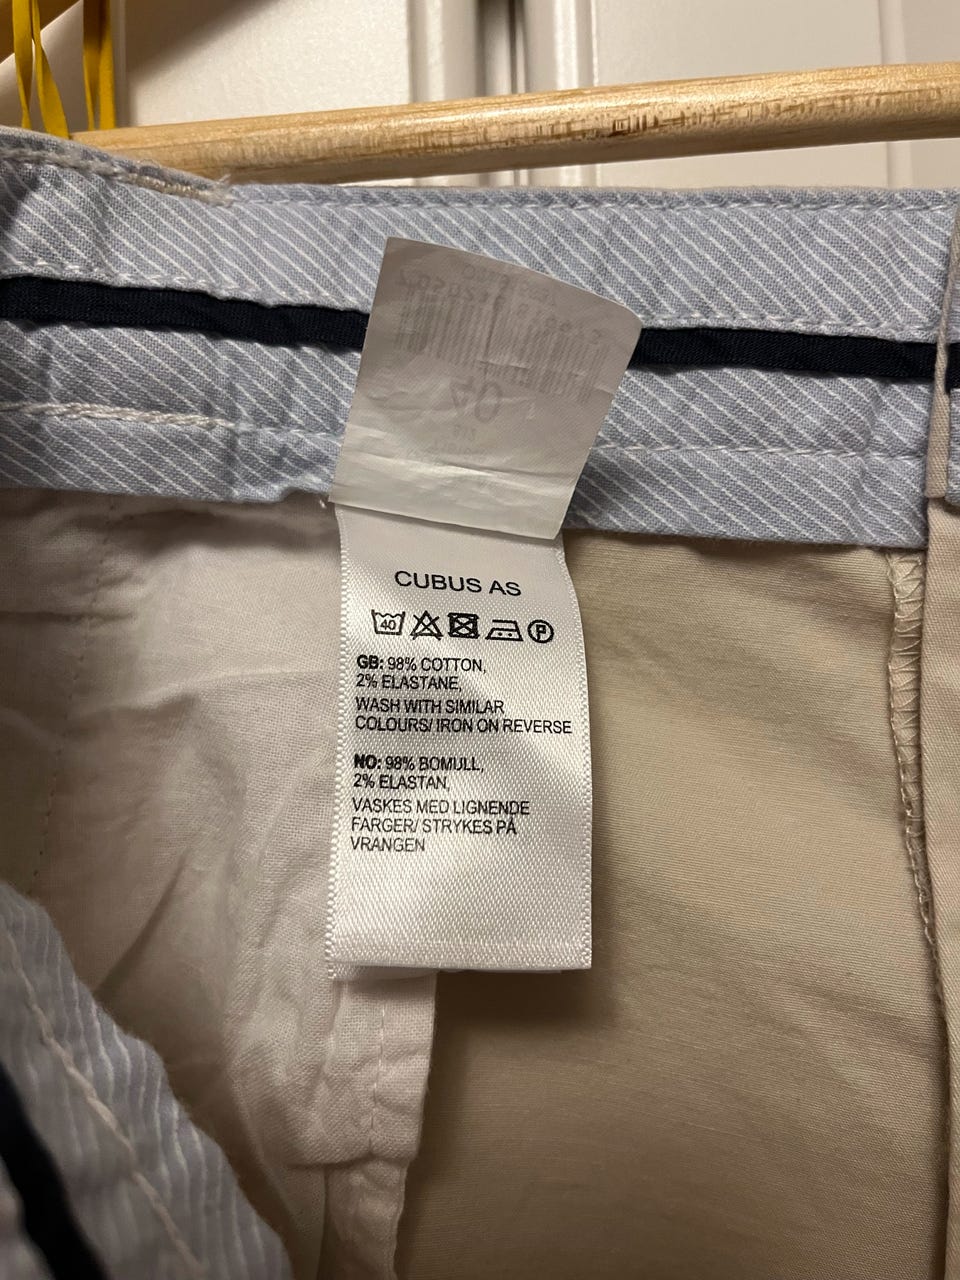 CUBUS AS
40
P
GB: 98% COTTON,
2% ELASTANE,
WASH WITH SIMILAR
COLOURS/ IRON ON REVERSE
NO: 98% BOMULL,
2% ELASTAN,
VASKES MED LIGNENDE
FARGER/ STRYKES PÅ
VRANGEN